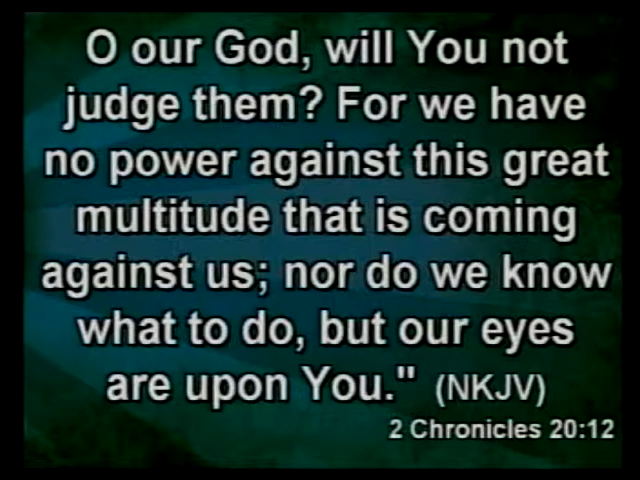 O our God, will You not
judge them? For we have
no power against this great
multitude that is coming
against us; nor do we know
what to do, but our eyes
are upon You." (NKJV)
2 Chronicles 20:12